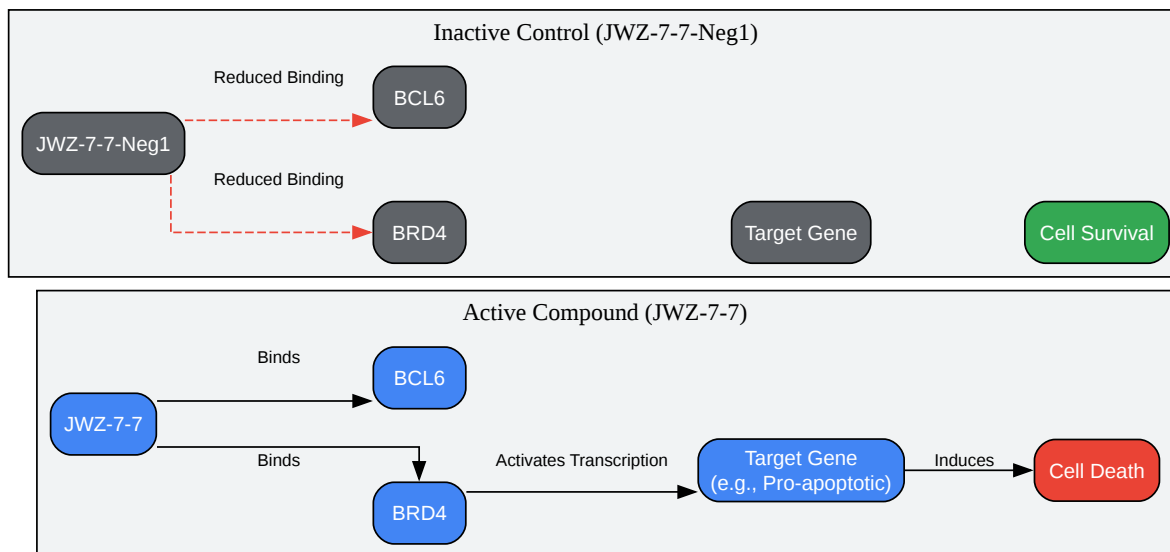 Inactive Control (JWZ-7-7-Neg1)
Reduced Binding
BCL6
JWZ-7-7-Neg1
Reduced Binding
BRD4
Target Gene
Cell Survival
Active Compound (JWZ-7-7)
Binds
BCL6
JWZ-7-7
Binds
BRD4
Activates Transcription
Target Gene
(e.g., Pro-apoptotic)
Induces
Cell Death